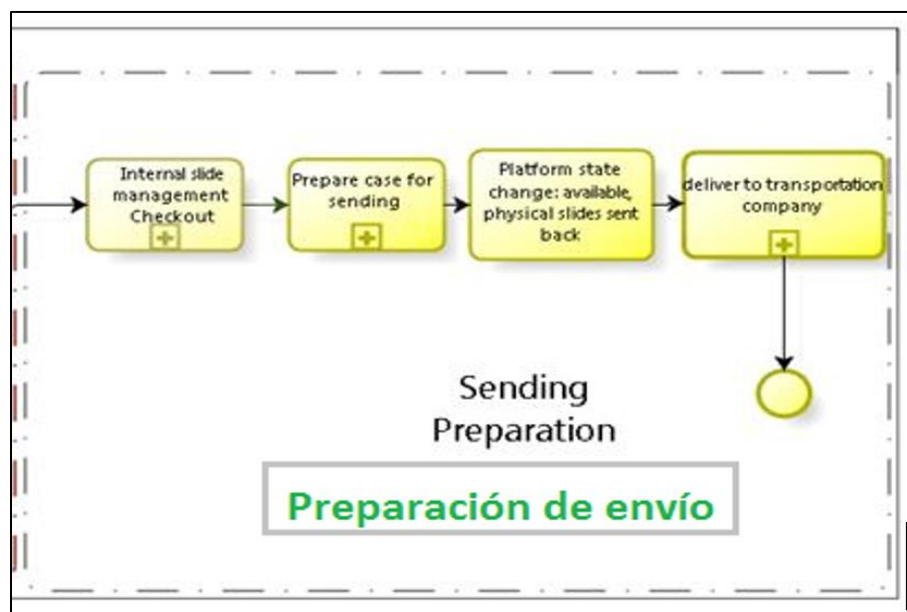 Internal slide
management
Checkout
Prepare case for
sending
Platform state
change: available,
physical slides sent
back
deliver to transportation
company
Sending
Preparation
Preparación de envío